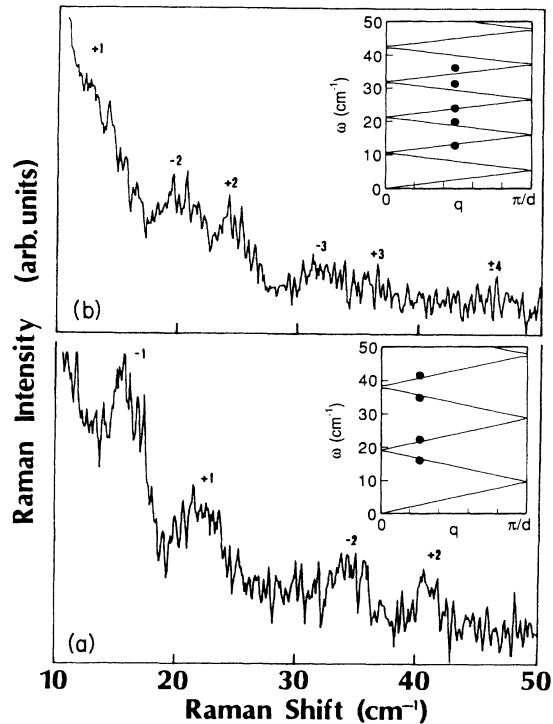 50
40
30
20
10
0
ω (cm⁻¹)
0 q π/d
+1
-2
+2
-3
+3
±4
(b)
Raman Intensity (arb. units)
50
40
30
20
10
0
ω (cm⁻¹)
0 q π/d
-1
+1
-2
+2
(a)
10 20 30 40 50
Raman Shift (cm⁻¹)